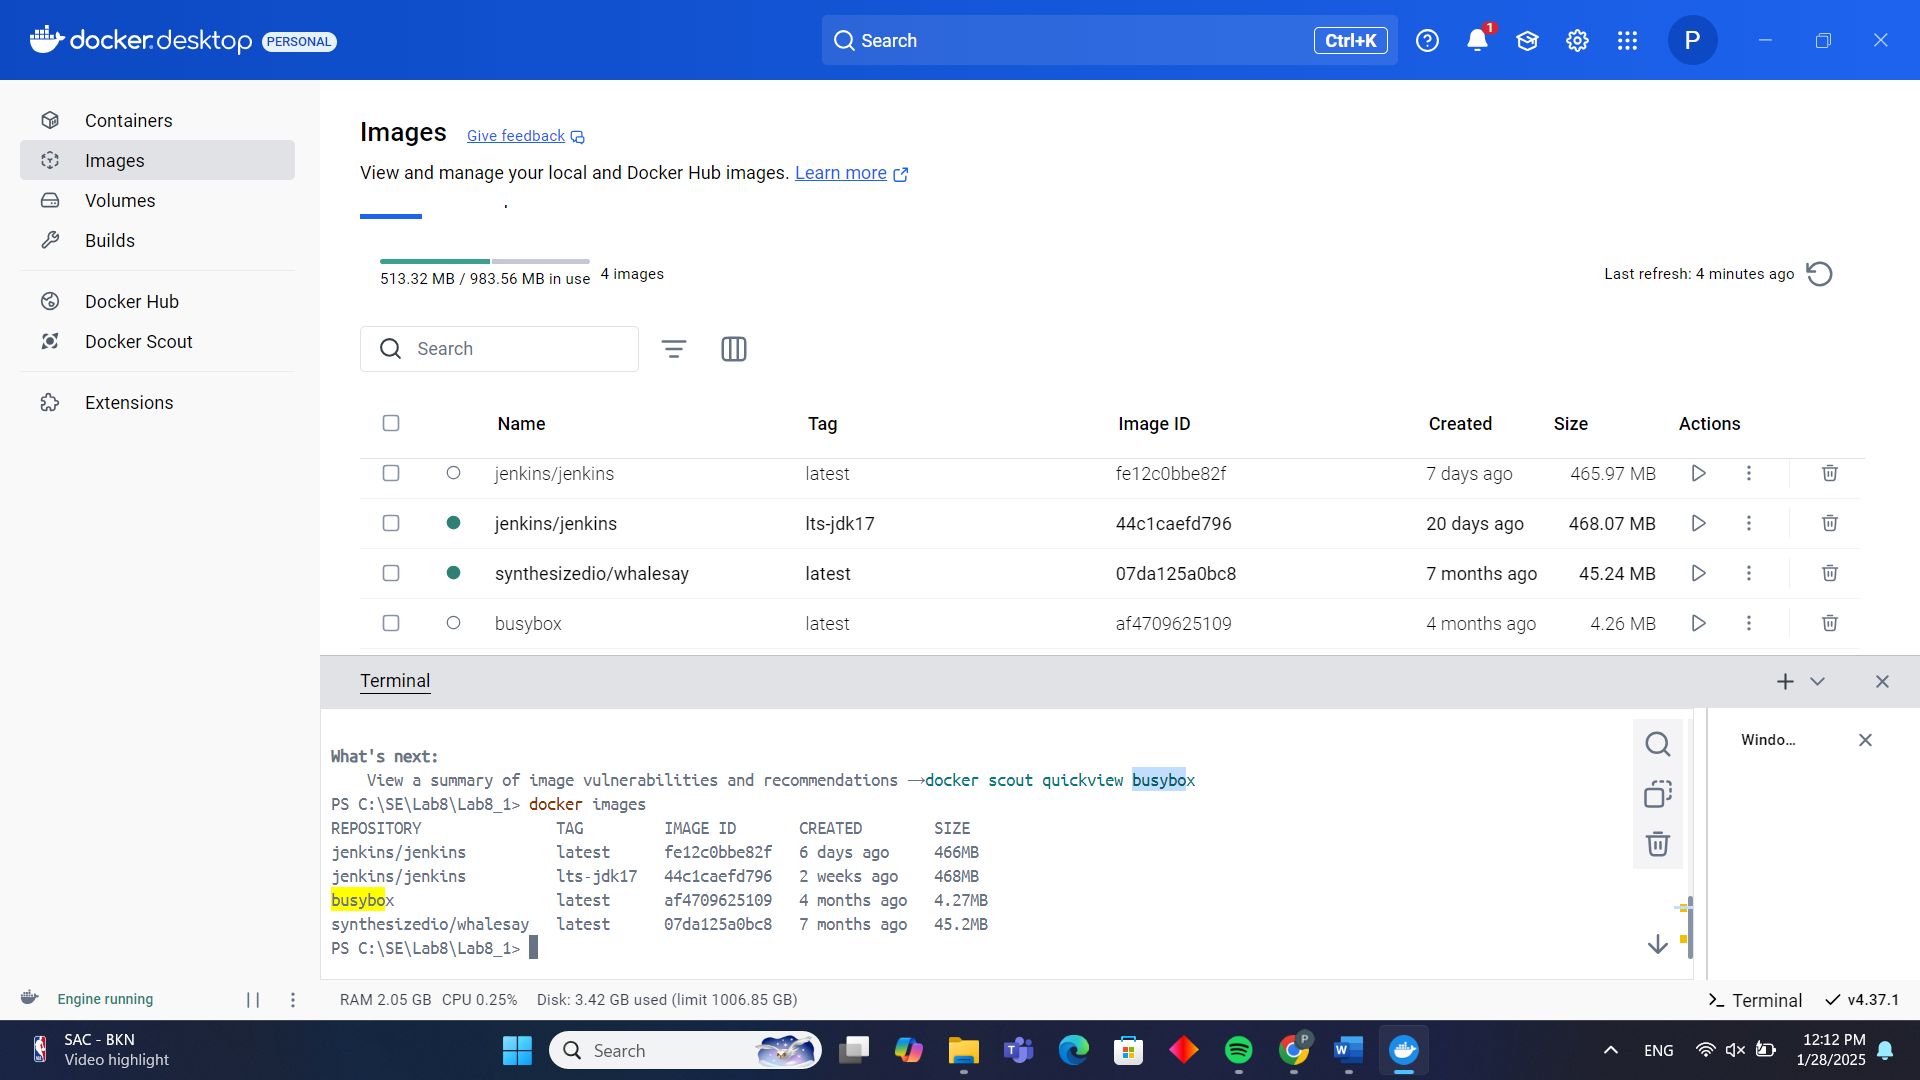 docker.desktop PERSONAL
Search Ctrl+K
1
P
Containers
Images
Volumes
Builds
Docker Hub
Docker Scout
Extensions
Images Give feedback
View and manage your local and Docker Hub images. Learn more
513.32 MB / 983.56 MB in use 4 images
Last refresh: 4 minutes ago
Search
Name Tag Image ID Created Size Actions
jenkins/jenkins latest fe12c0bbe82f 7 days ago 465.97 MB
jenkins/jenkins lts-jdk17 44c1caefd796 20 days ago 468.07 MB
synthesizedio/whalesay latest 07da125a0bc8 7 months ago 45.24 MB
busybox latest af4709625109 4 months ago 4.26 MB
Terminal
Windo...
What's next:
View a summary of image vulnerabilities and recommendations →docker scout quickview busybox
PS C:\SE\Lab8\Lab8_1> docker images
REPOSITORY TAG IMAGE ID CREATED SIZE
jenkins/jenkins latest fe12c0bbe82f 6 days ago 466MB
jenkins/jenkins lts-jdk17 44c1caefd796 2 weeks ago 468MB
busybox latest af4709625109 4 months ago 4.27MB
synthesizedio/whalesay latest 07da125a0bc8 7 months ago 45.2MB
PS C:\SE\Lab8\Lab8_1>
Engine running
RAM 2.05 GB CPU 0.25% Disk: 3.42 GB used (limit 1006.85 GB)
Terminal v4.37.1
SAC - BKN
Video highlight
Search
P
ENG
12:12 PM
1/28/2025